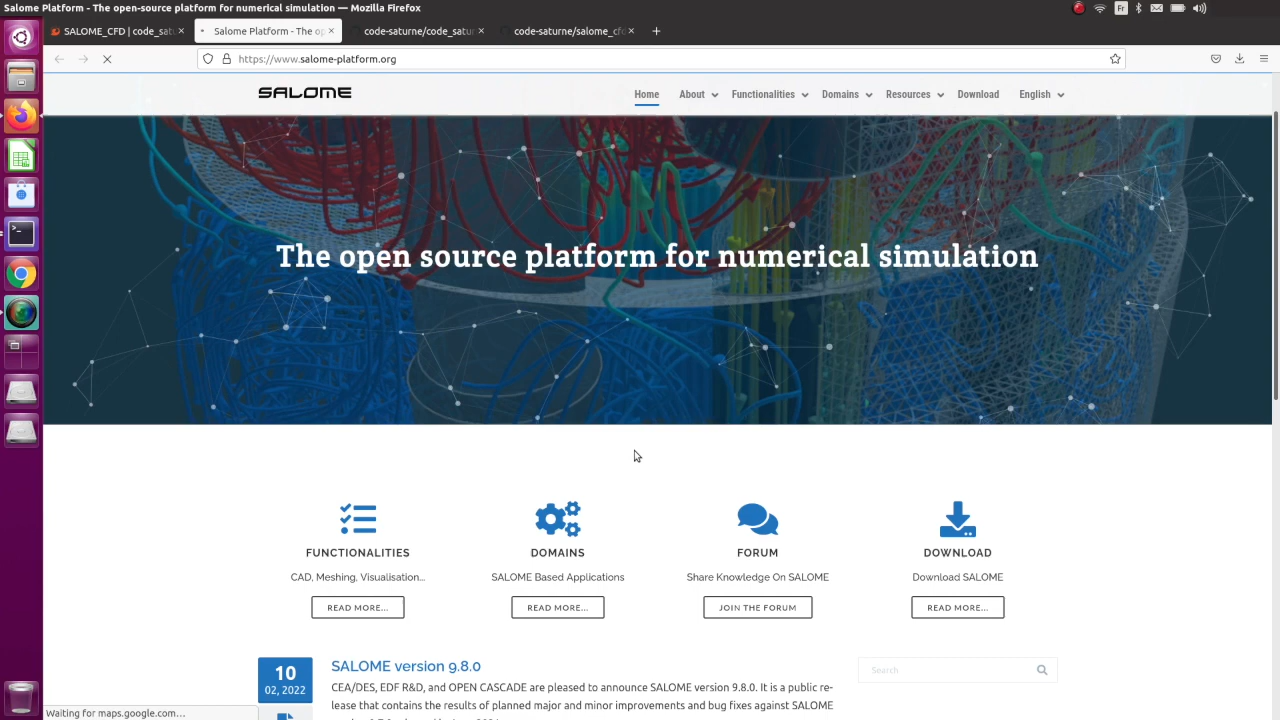 Salome Platform - The open-source platform for numerical simulation — Mozilla Firefox
Fr
SALOME_CFD | code_sat
Salome Platform - The op
code-saturne/code_satur
code-saturne/salome_cfd
https://www.salome-platform.org
SALOME
Home
About
Functionalities
Domains
Resources
Download
English
The open source platform for numerical simulation
FUNCTIONALITIES
DOMAINS
FORUM
DOWNLOAD
CAD, Meshing, Visualisation...
SALOME Based Applications
Share Knowledge On SALOME
Download SALOME
READ MORE...
READ MORE...
JOIN THE FORUM
READ MORE...
10
02, 2022
SALOME version 9.8.0
Search
CEA/DES, EDF R&D, and OPEN CASCADE are pleased to announce SALOME version 9.8.0. It is a public re-
lease that contains the results of planned major and minor improvements and bug fixes against SALOME
Waiting for maps.google.com…